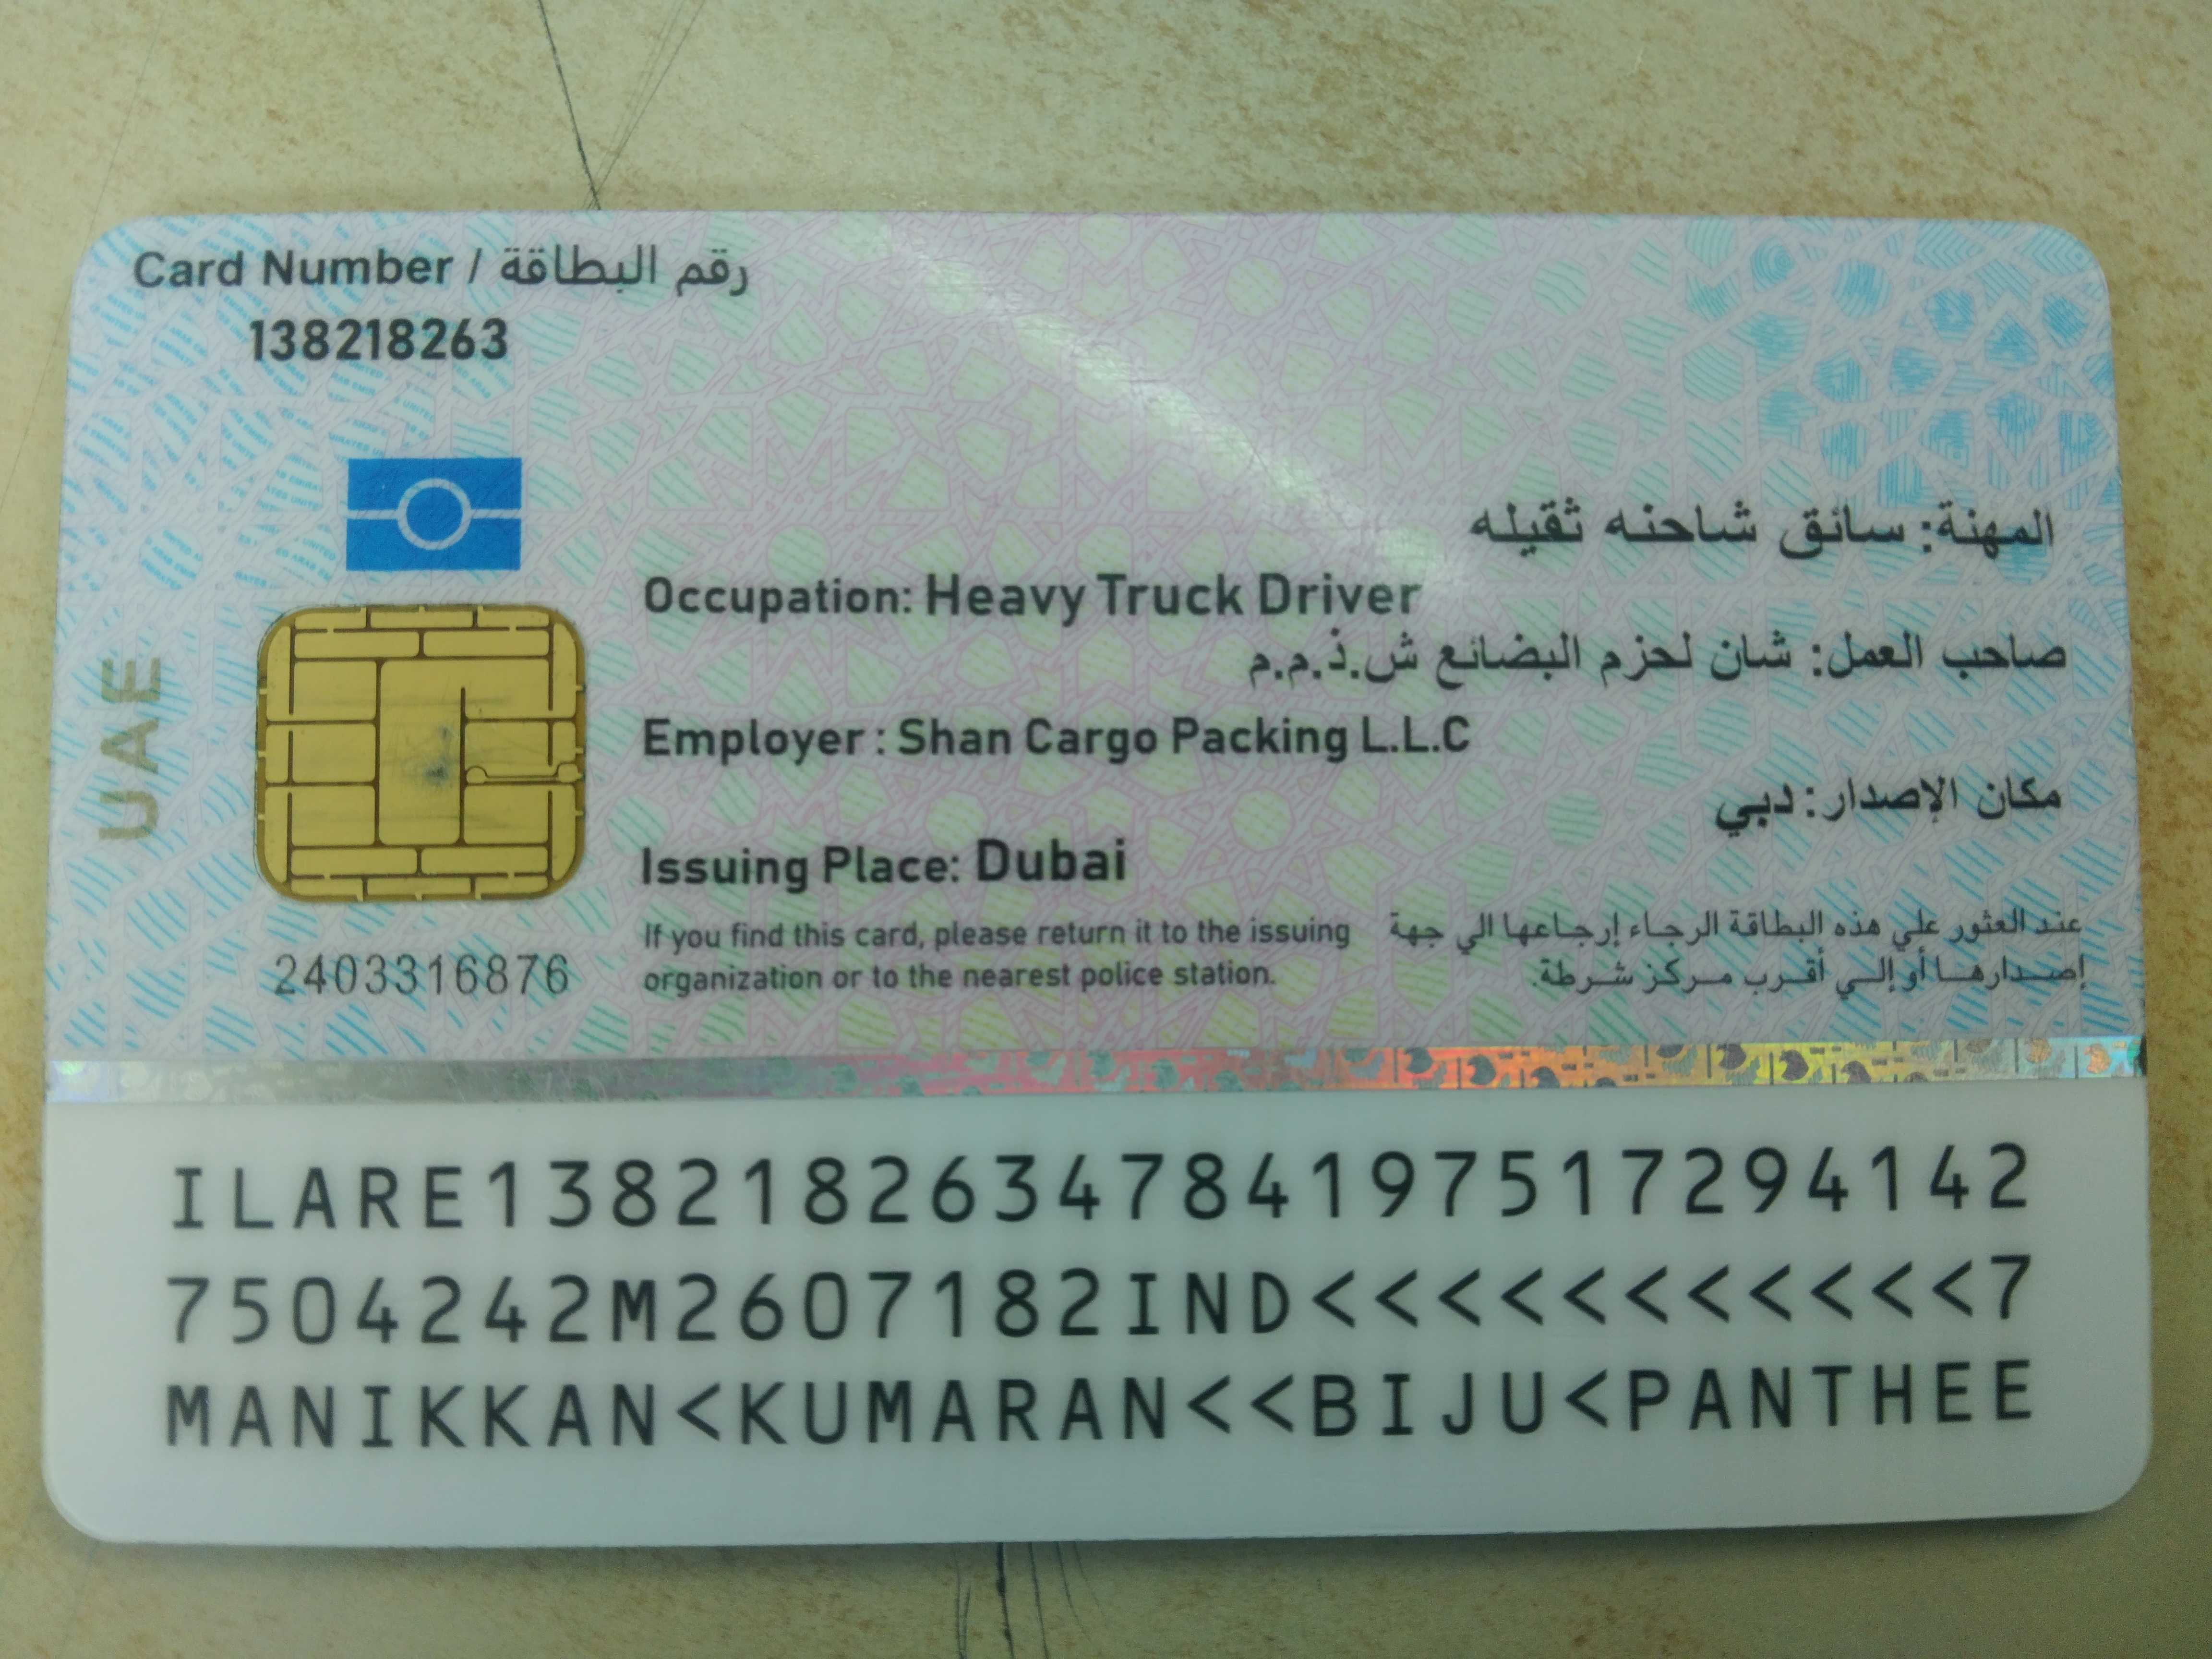 Card Number / رقم البطاقة
138218263
المهنة: سائق شاحنه ثقيله
Occupation: Heavy Truck Driver
صاحب العمل: شان لحزم البضائع ش.ذ.م.م
Employer : Shan Cargo Packing L.L.C
مكان الإصدار: دبي
Issuing Place: Dubai
UAE
If you find this card, please return it to the issuing
organization or to the nearest police station.
عند العثور علي هذه البطاقة الرجاء إرجاعها الي جهة
إصدارها أو إلي أقرب مركز شرطة.
2403316876
ILARE1382182634784197517294142
7504242M2607182IND<<<<<<<<<<<7
MANIKKAN<KUMARAN<<BIJU<PANTHEE